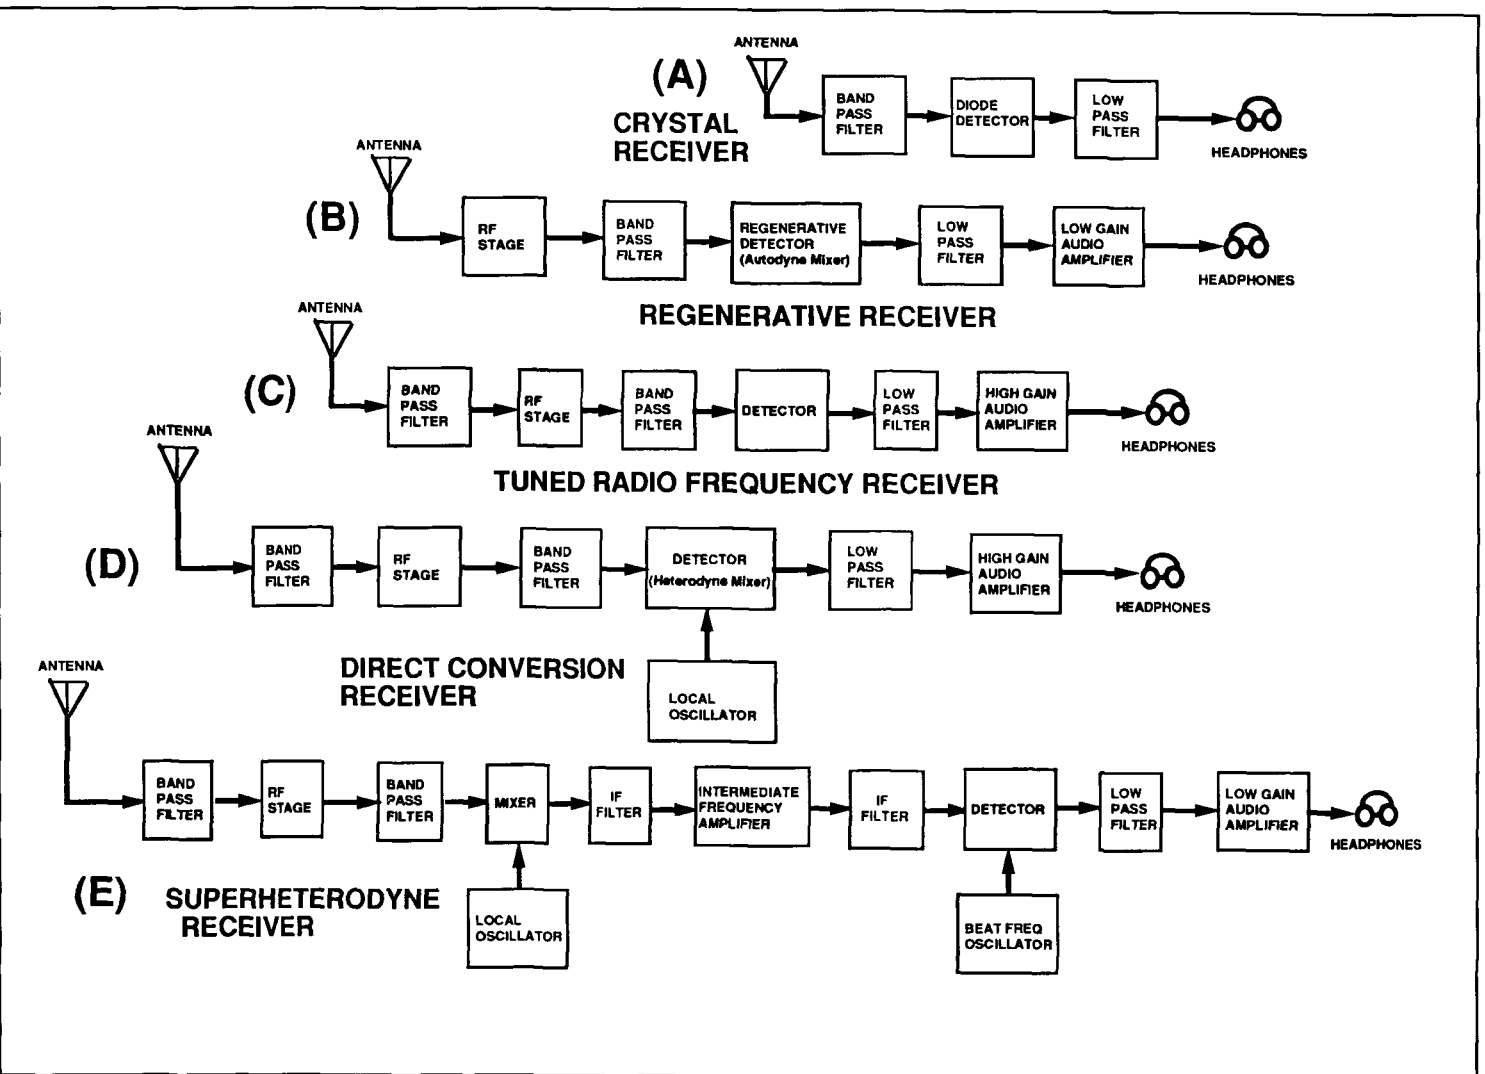 ANTENNA
(A)
CRYSTAL
RECEIVER
BAND
PASS
FILTER
DIODE
DETECTOR
LOW
PASS
FILTER
HEADPHONES
ANTENNA
(B)
RF
STAGE
BAND
PASS
FILTER
REGENERATIVE
DETECTOR
(Autodyne Mixer)
LOW
PASS
FILTER
LOW GAIN
AUDIO
AMPLIFIER
HEADPHONES
REGENERATIVE RECEIVER
ANTENNA
(C)
BAND
PASS
FILTER
RF
STAGE
BAND
PASS
FILTER
DETECTOR
LOW
PASS
FILTER
HIGH GAIN
AUDIO
AMPLIFIER
HEADPHONES
TUNED RADIO FREQUENCY RECEIVER
ANTENNA
(D)
BAND
PASS
FILTER
RF
STAGE
BAND
PASS
FILTER
DETECTOR
(Heterodyne Mixer)
LOW
PASS
FILTER
HIGH GAIN
AUDIO
AMPLIFIER
HEADPHONES
DIRECT CONVERSION
RECEIVER
LOCAL
OSCILLATOR
ANTENNA
BAND
PASS
FILTER
RF
STAGE
BAND
PASS
FILTER
MIXER
IF
FILTER
INTERMEDIATE
FREQUENCY
AMPLIFIER
IF
FILTER
DETECTOR
LOW
PASS
FILTER
LOW GAIN
AUDIO
AMPLIFIER
HEADPHONES
(E)
SUPERHETERODYNE
RECEIVER
LOCAL
OSCILLATOR
BEAT FREQ
OSCILLATOR